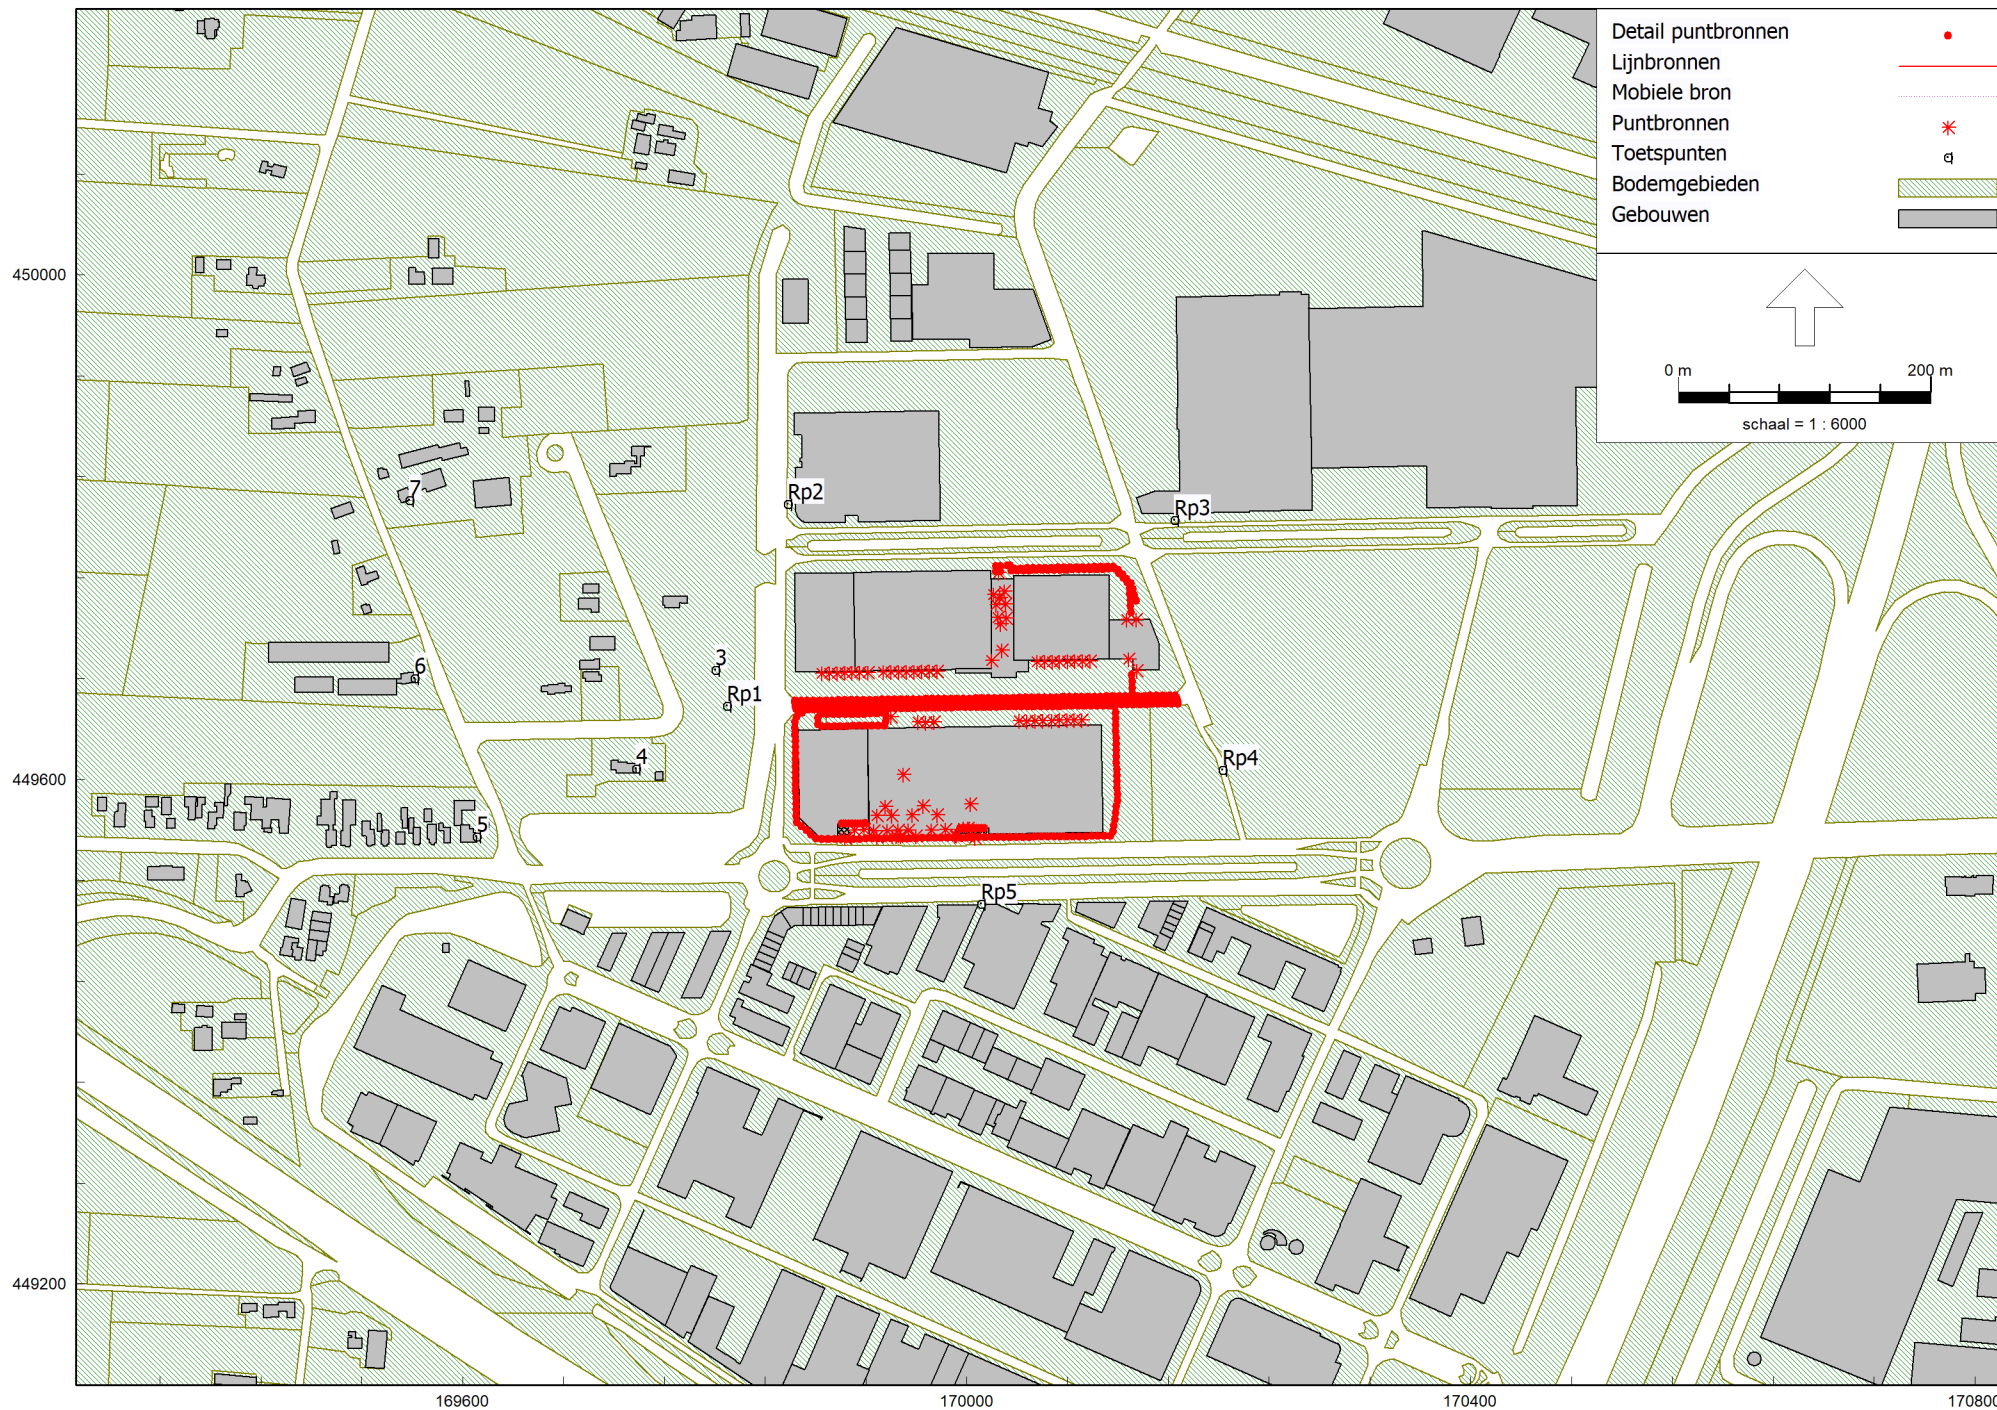 Detail puntbronnen
Lijnbronnen
Mobiele bron
Puntbronnen
Toetspunten
Bodemgebieden
Gebouwen
0 m 200 m
schaal = 1 : 6000
450000
449600
449200
7
Rp2
Rp3
3
6
Rp1
4
Rp4
5
Rp5
169600 170000 170400 170800